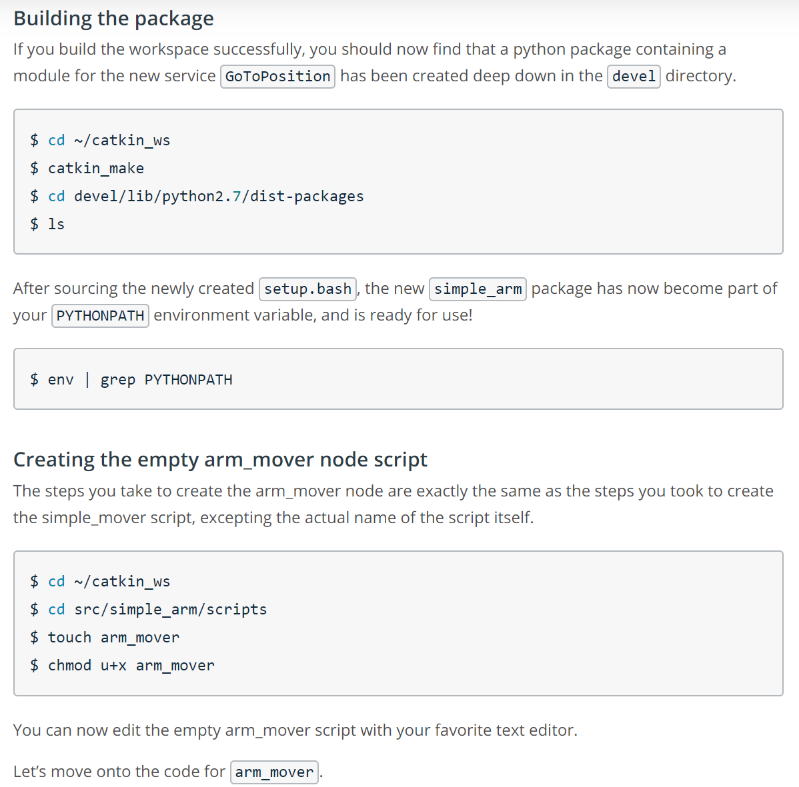 Building the package
If you build the workspace successfully, you should now find that a python package containing a
module for the new service GoToPosition has been created deep down in the devel directory.
$ cd ~/catkin_ws
$ catkin_make
$ cd devel/lib/python2.7/dist-packages
$ ls
After sourcing the newly created setup.bash, the new simple_arm package has now become part of
your PYTHONPATH environment variable, and is ready for use!
$ env | grep PYTHONPATH
Creating the empty arm_mover node script
The steps you take to create the arm_mover node are exactly the same as the steps you took to create
the simple_mover script, excepting the actual name of the script itself.
$ cd ~/catkin_ws
$ cd src/simple_arm/scripts
$ touch arm_mover
$ chmod u+x arm_mover
You can now edit the empty arm_mover script with your favorite text editor.
Let’s move onto the code for arm_mover.